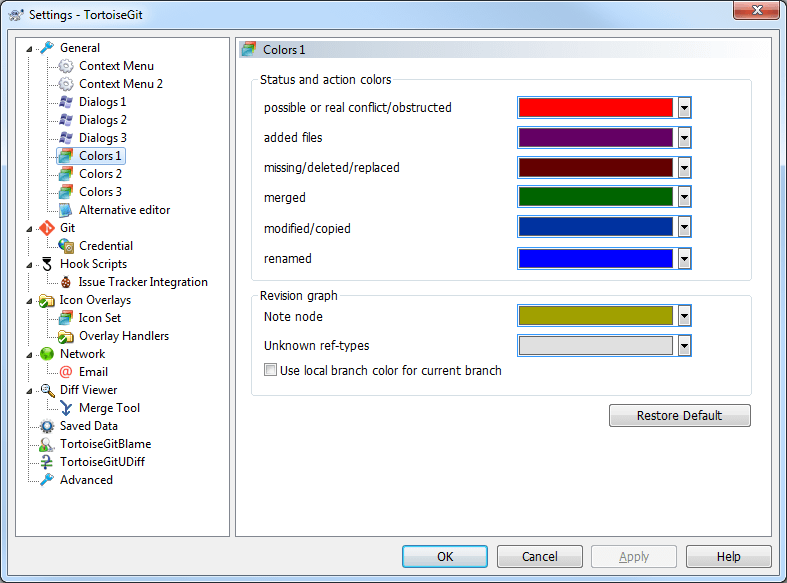 Settings - TortoiseGit
General
Context Menu
Context Menu 2
Dialogs 1
Dialogs 2
Dialogs 3
Colors 1
Colors 2
Colors 3
Alternative editor
Git
Credential
Hook Scripts
Issue Tracker Integration
Icon Overlays
Icon Set
Overlay Handlers
Network
Email
Diff Viewer
Merge Tool
Saved Data
TortoiseGitBlame
TortoiseGitUDiff
Advanced
Colors 1
Status and action colors
possible or real conflict/obstructed
added files
missing/deleted/replaced
merged
modified/copied
renamed
Revision graph
Note node
Unknown ref-types
Use local branch color for current branch
Restore Default
OK Cancel Apply Help